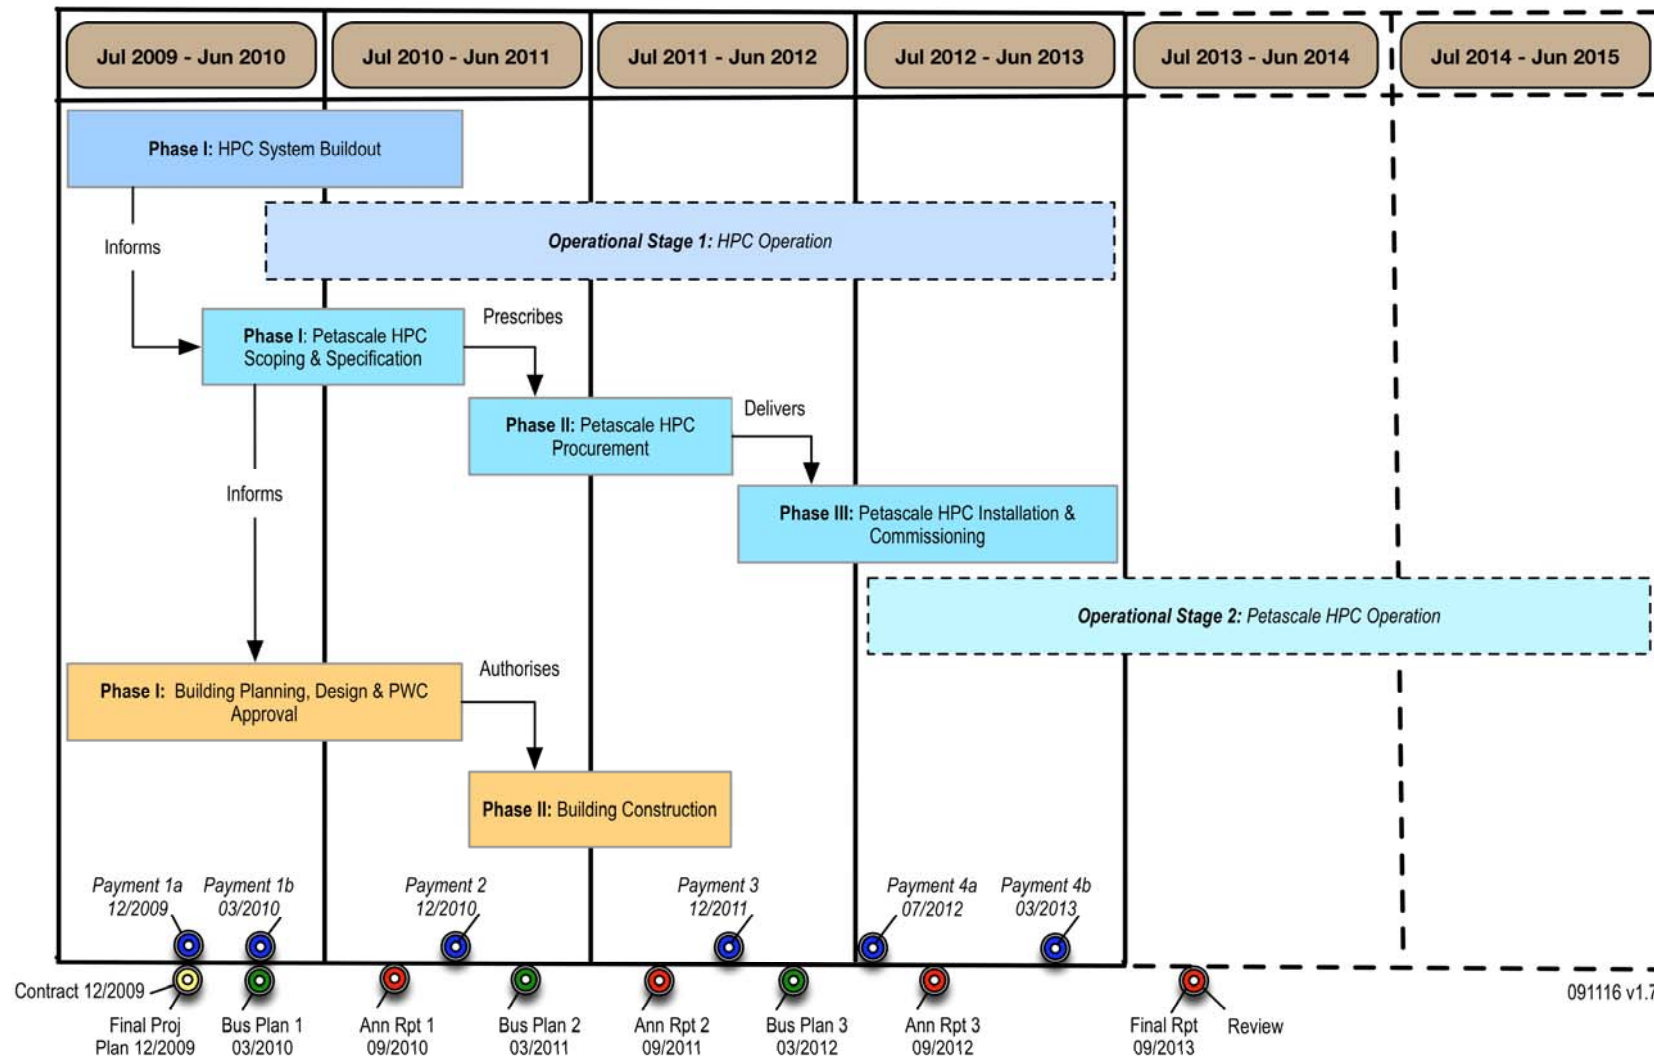 Jul 2009 - Jun 2010
Jul 2010 - Jun 2011
Jul 2011 - Jun 2012
Jul 2012 - Jun 2013
Jul 2013 - Jun 2014
Jul 2014 - Jun 2015
Phase I: HPC System Buildout
Informs
Operational Stage 1: HPC Operation
Phase I: Petascale HPC
Scoping & Specification
Prescribes
Phase II: Petascale HPC
Procurement
Delivers
Informs
Phase III: Petascale HPC Installation &
Commissioning
Operational Stage 2: Petascale HPC Operation
Phase I: Building Planning, Design & PWC
Approval
Authorises
Phase II: Building Construction
Payment 1a
12/2009
Payment 1b
03/2010
Payment 2
12/2010
Payment 3
12/2011
Payment 4a
07/2012
Payment 4b
03/2013
Contract 12/2009
Final Proj
Plan 12/2009
Bus Plan 1
03/2010
Ann Rpt 1
09/2010
Bus Plan 2
03/2011
Ann Rpt 2
09/2011
Bus Plan 3
03/2012
Ann Rpt 3
09/2012
Final Rpt
09/2013
Review
091116 v1.7